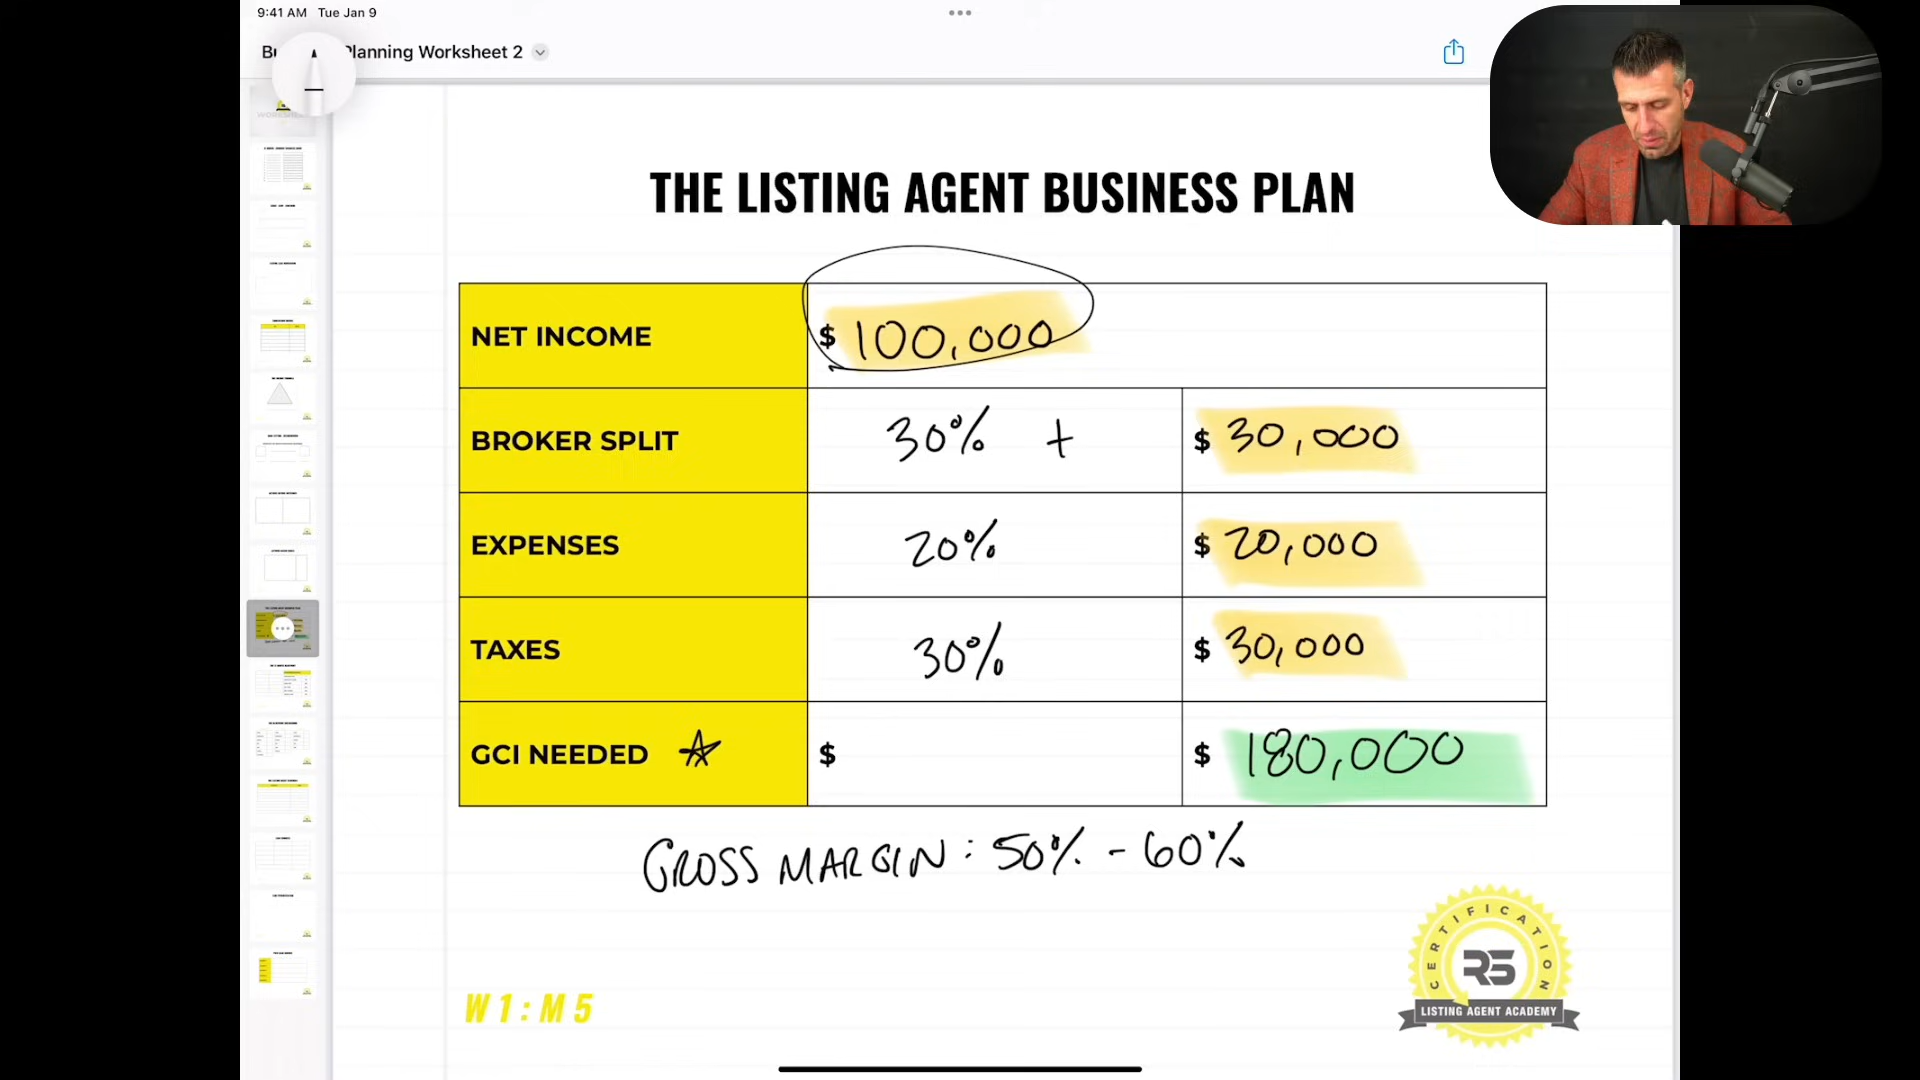 9:41 AM Tue Jan 9
Planning Worksheet 2
THE LISTING AGENT BUSINESS PLAN
NET INCOME $ 100,000
BROKER SPLIT 30% + $ 30,000
EXPENSES 20% $ 20,000
TAXES 30% $ 30,000
GCI NEEDED $ $ 180,000
GROSS MARGIN: 50% - 60%
CERTIFICATION
R5
LISTING AGENT ACADEMY
W1:M5